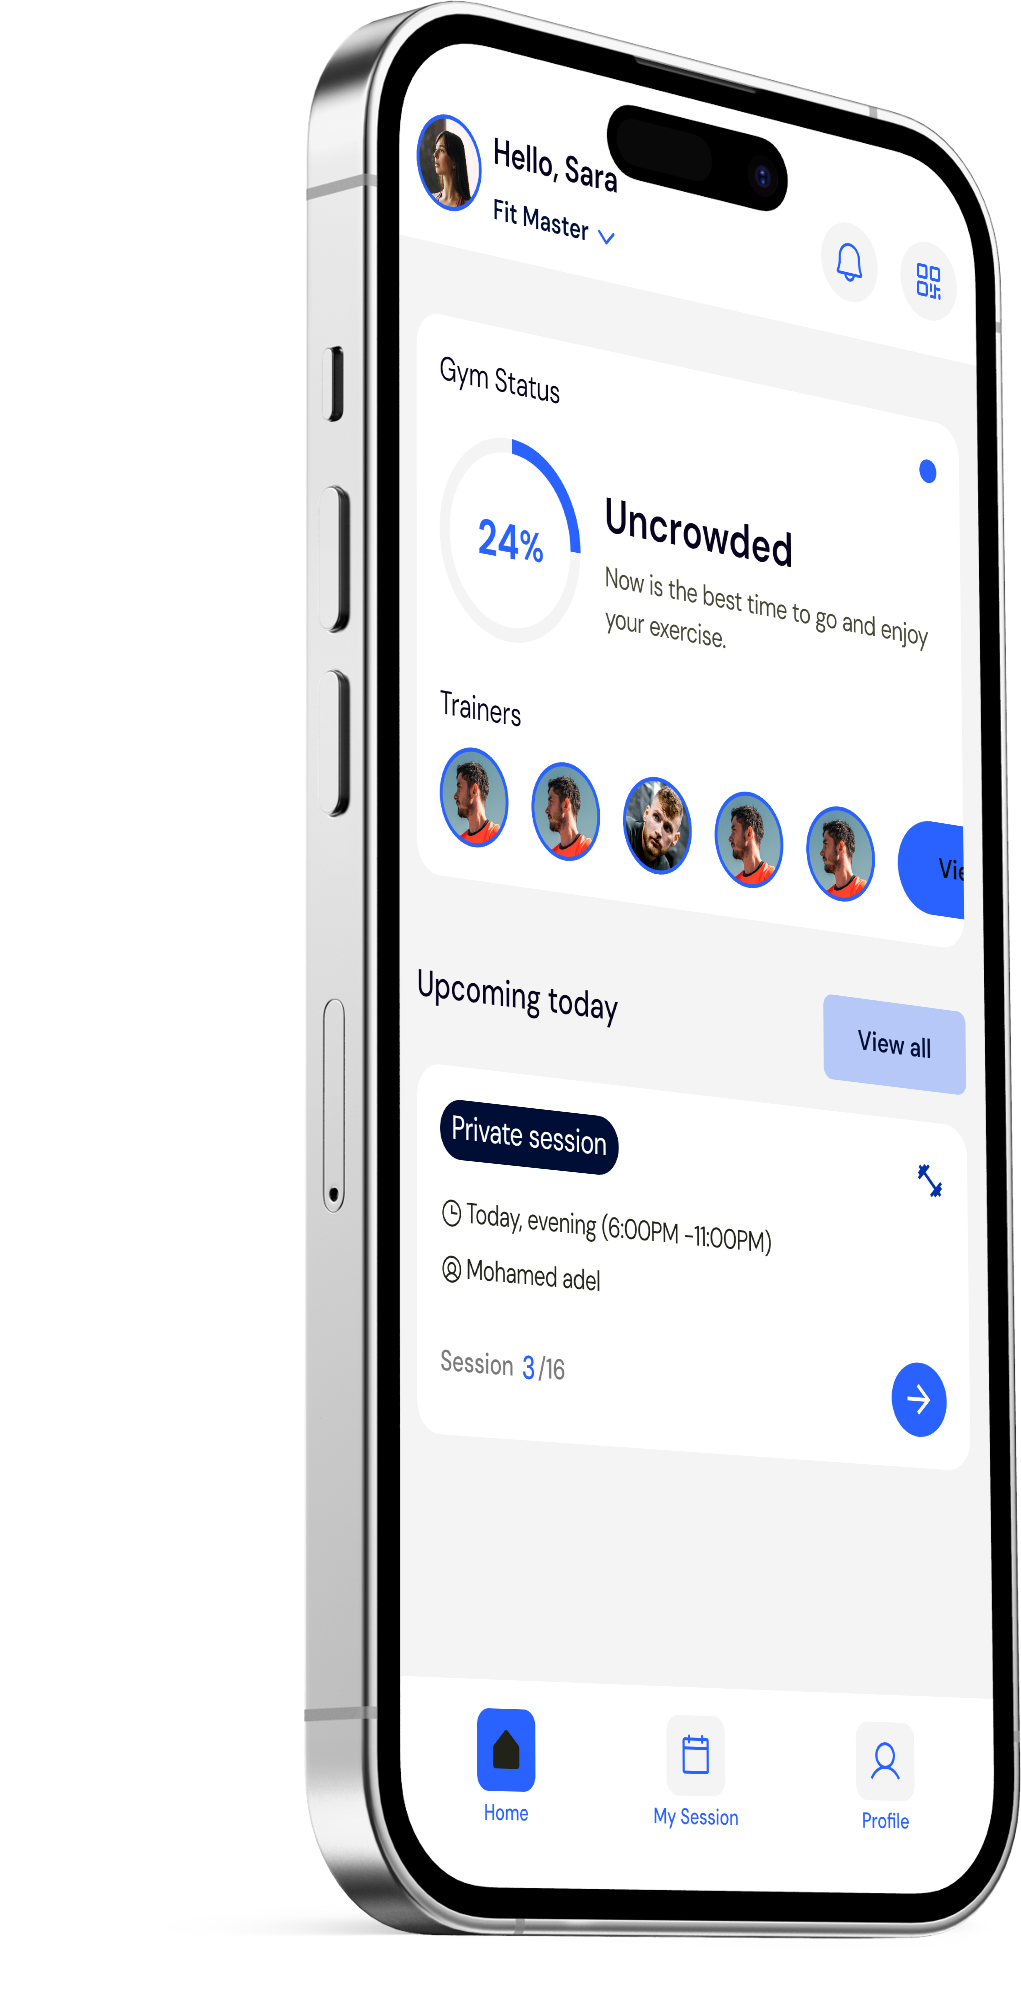 Hello, Sara
Fit Master
Gym Status
24%
Uncrowded
Now is the best time to go and enjoy
your exercise.
Trainers
Vie
Upcoming today
View all
Private session
Today, evening (6:00PM -11:00PM)
Mohamed adel
Session 3/16
Home
My Session
Profile